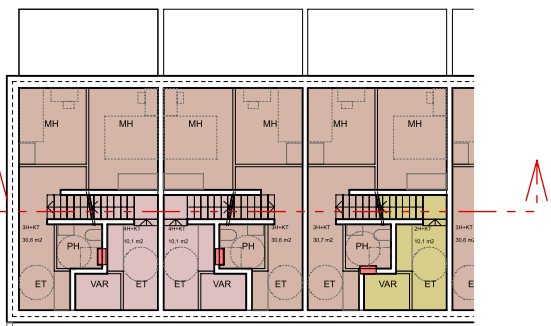 MH
MH
MH
MH
MH
MH
3H+KT
4H+KT
4H+KT
3H+KT
3H+KT
2H+KT
3H+KT
30,6 m2
PH
10,1 m2
10,1 m2
PH
30,6 m2
30,7 m2
PH
10,1 m2
30,6 m2
ET
VAR
ET
ET
VAR
ET
ET
VAR
ET
ET